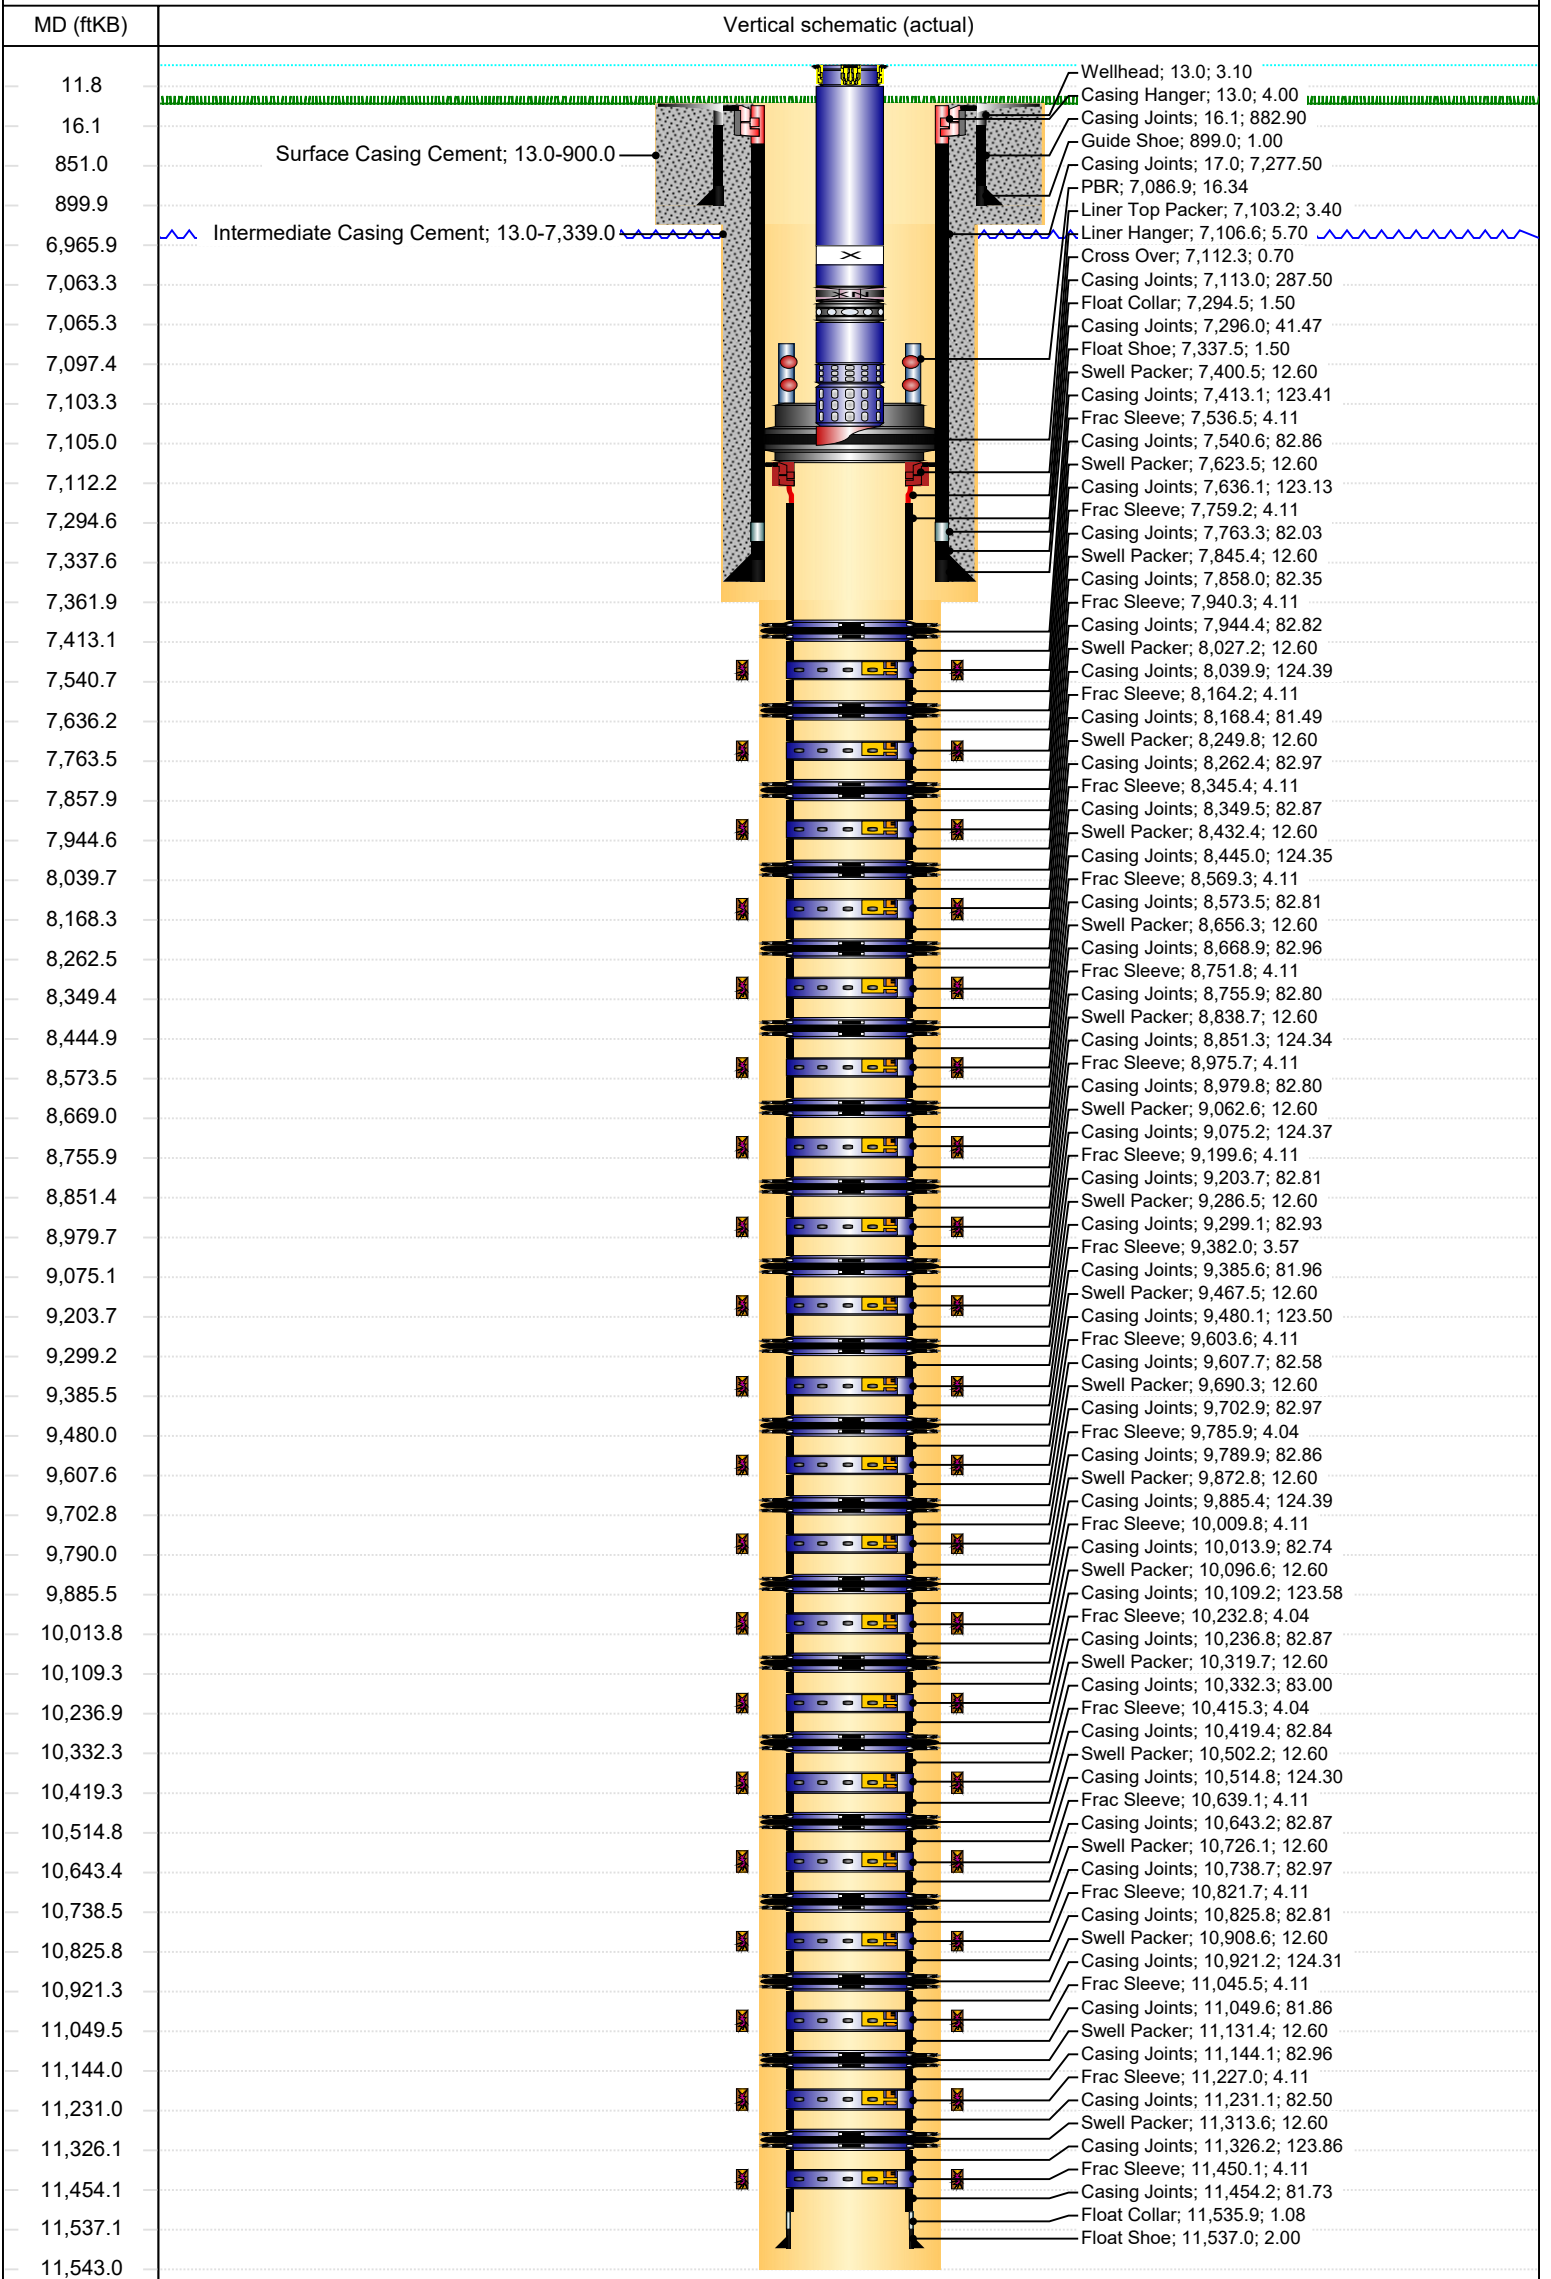 MD (ftKB)
Vertical schematic (actual)
11.8
16.1
851.0
899.9
6,965.9
7,063.3
7,065.3
7,097.4
7,103.3
7,105.0
7,112.2
7,294.6
7,337.6
7,361.9
7,413.1
7,540.7
7,636.2
7,763.5
7,857.9
7,944.6
8,039.7
8,168.3
8,262.5
8,349.4
8,444.9
8,573.5
8,669.0
8,755.9
8,851.4
8,979.7
9,075.1
9,203.7
9,299.2
9,385.5
9,480.0
9,607.6
9,702.8
9,790.0
9,885.5
10,013.8
10,109.3
10,236.9
10,332.3
10,419.3
10,514.8
10,643.4
10,738.5
10,825.8
10,921.3
11,049.5
11,144.0
11,231.0
11,326.1
11,454.1
11,537.1
11,543.0
Surface Casing Cement; 13.0-900.0
Intermediate Casing Cement; 13.0-7,339.0
X
XN
Wellhead; 13.0; 3.10
Casing Hanger; 13.0; 4.00
Casing Joints; 16.1; 882.90
Guide Shoe; 899.0; 1.00
Casing Joints; 17.0; 7,277.50
PBR; 7,086.9; 16.34
Liner Top Packer; 7,103.2; 3.40
Liner Hanger; 7,106.6; 5.70
Cross Over; 7,112.3; 0.70
Casing Joints; 7,113.0; 287.50
Float Collar; 7,294.5; 1.50
Casing Joints; 7,296.0; 41.47
Float Shoe; 7,337.5; 1.50
Swell Packer; 7,400.5; 12.60
Casing Joints; 7,413.1; 123.41
Frac Sleeve; 7,536.5; 4.11
Casing Joints; 7,540.6; 82.86
Swell Packer; 7,623.5; 12.60
Casing Joints; 7,636.1; 123.13
Frac Sleeve; 7,759.2; 4.11
Casing Joints; 7,763.3; 82.03
Swell Packer; 7,845.4; 12.60
Casing Joints; 7,858.0; 82.35
Frac Sleeve; 7,940.3; 4.11
Casing Joints; 7,944.4; 82.82
Swell Packer; 8,027.2; 12.60
Casing Joints; 8,039.9; 124.39
Frac Sleeve; 8,164.2; 4.11
Casing Joints; 8,168.4; 81.49
Swell Packer; 8,249.8; 12.60
Casing Joints; 8,262.4; 82.97
Frac Sleeve; 8,345.4; 4.11
Casing Joints; 8,349.5; 82.87
Swell Packer; 8,432.4; 12.60
Casing Joints; 8,445.0; 124.35
Frac Sleeve; 8,569.3; 4.11
Casing Joints; 8,573.5; 82.81
Swell Packer; 8,656.3; 12.60
Casing Joints; 8,668.9; 82.96
Frac Sleeve; 8,751.8; 4.11
Casing Joints; 8,755.9; 82.80
Swell Packer; 8,838.7; 12.60
Casing Joints; 8,851.3; 124.34
Frac Sleeve; 8,975.7; 4.11
Casing Joints; 8,979.8; 82.80
Swell Packer; 9,062.6; 12.60
Casing Joints; 9,075.2; 124.37
Frac Sleeve; 9,199.6; 4.11
Casing Joints; 9,203.7; 82.81
Swell Packer; 9,286.5; 12.60
Casing Joints; 9,299.1; 82.93
Frac Sleeve; 9,382.0; 3.57
Casing Joints; 9,385.6; 81.96
Swell Packer; 9,467.5; 12.60
Casing Joints; 9,480.1; 123.50
Frac Sleeve; 9,603.6; 4.11
Casing Joints; 9,607.7; 82.58
Swell Packer; 9,690.3; 12.60
Casing Joints; 9,702.9; 82.97
Frac Sleeve; 9,785.9; 4.04
Casing Joints; 9,789.9; 82.86
Swell Packer; 9,872.8; 12.60
Casing Joints; 9,885.4; 124.39
Frac Sleeve; 10,009.8; 4.11
Casing Joints; 10,013.9; 82.74
Swell Packer; 10,096.6; 12.60
Casing Joints; 10,109.2; 123.58
Frac Sleeve; 10,232.8; 4.04
Casing Joints; 10,236.8; 82.87
Swell Packer; 10,319.7; 12.60
Casing Joints; 10,332.3; 83.00
Frac Sleeve; 10,415.3; 4.04
Casing Joints; 10,419.4; 82.84
Swell Packer; 10,502.2; 12.60
Casing Joints; 10,514.8; 124.30
Frac Sleeve; 10,639.1; 4.11
Casing Joints; 10,643.2; 82.87
Swell Packer; 10,726.1; 12.60
Casing Joints; 10,738.7; 82.97
Frac Sleeve; 10,821.7; 4.11
Casing Joints; 10,825.8; 82.81
Swell Packer; 10,908.6; 12.60
Casing Joints; 10,921.2; 124.31
Frac Sleeve; 11,045.5; 4.11
Casing Joints; 11,049.6; 81.86
Swell Packer; 11,131.4; 12.60
Casing Joints; 11,144.1; 82.96
Frac Sleeve; 11,227.0; 4.11
Casing Joints; 11,231.1; 82.50
Swell Packer; 11,313.6; 12.60
Casing Joints; 11,326.2; 123.86
Frac Sleeve; 11,450.1; 4.11
Casing Joints; 11,454.2; 81.73
Float Collar; 11,535.9; 1.08
Float Shoe; 11,537.0; 2.00